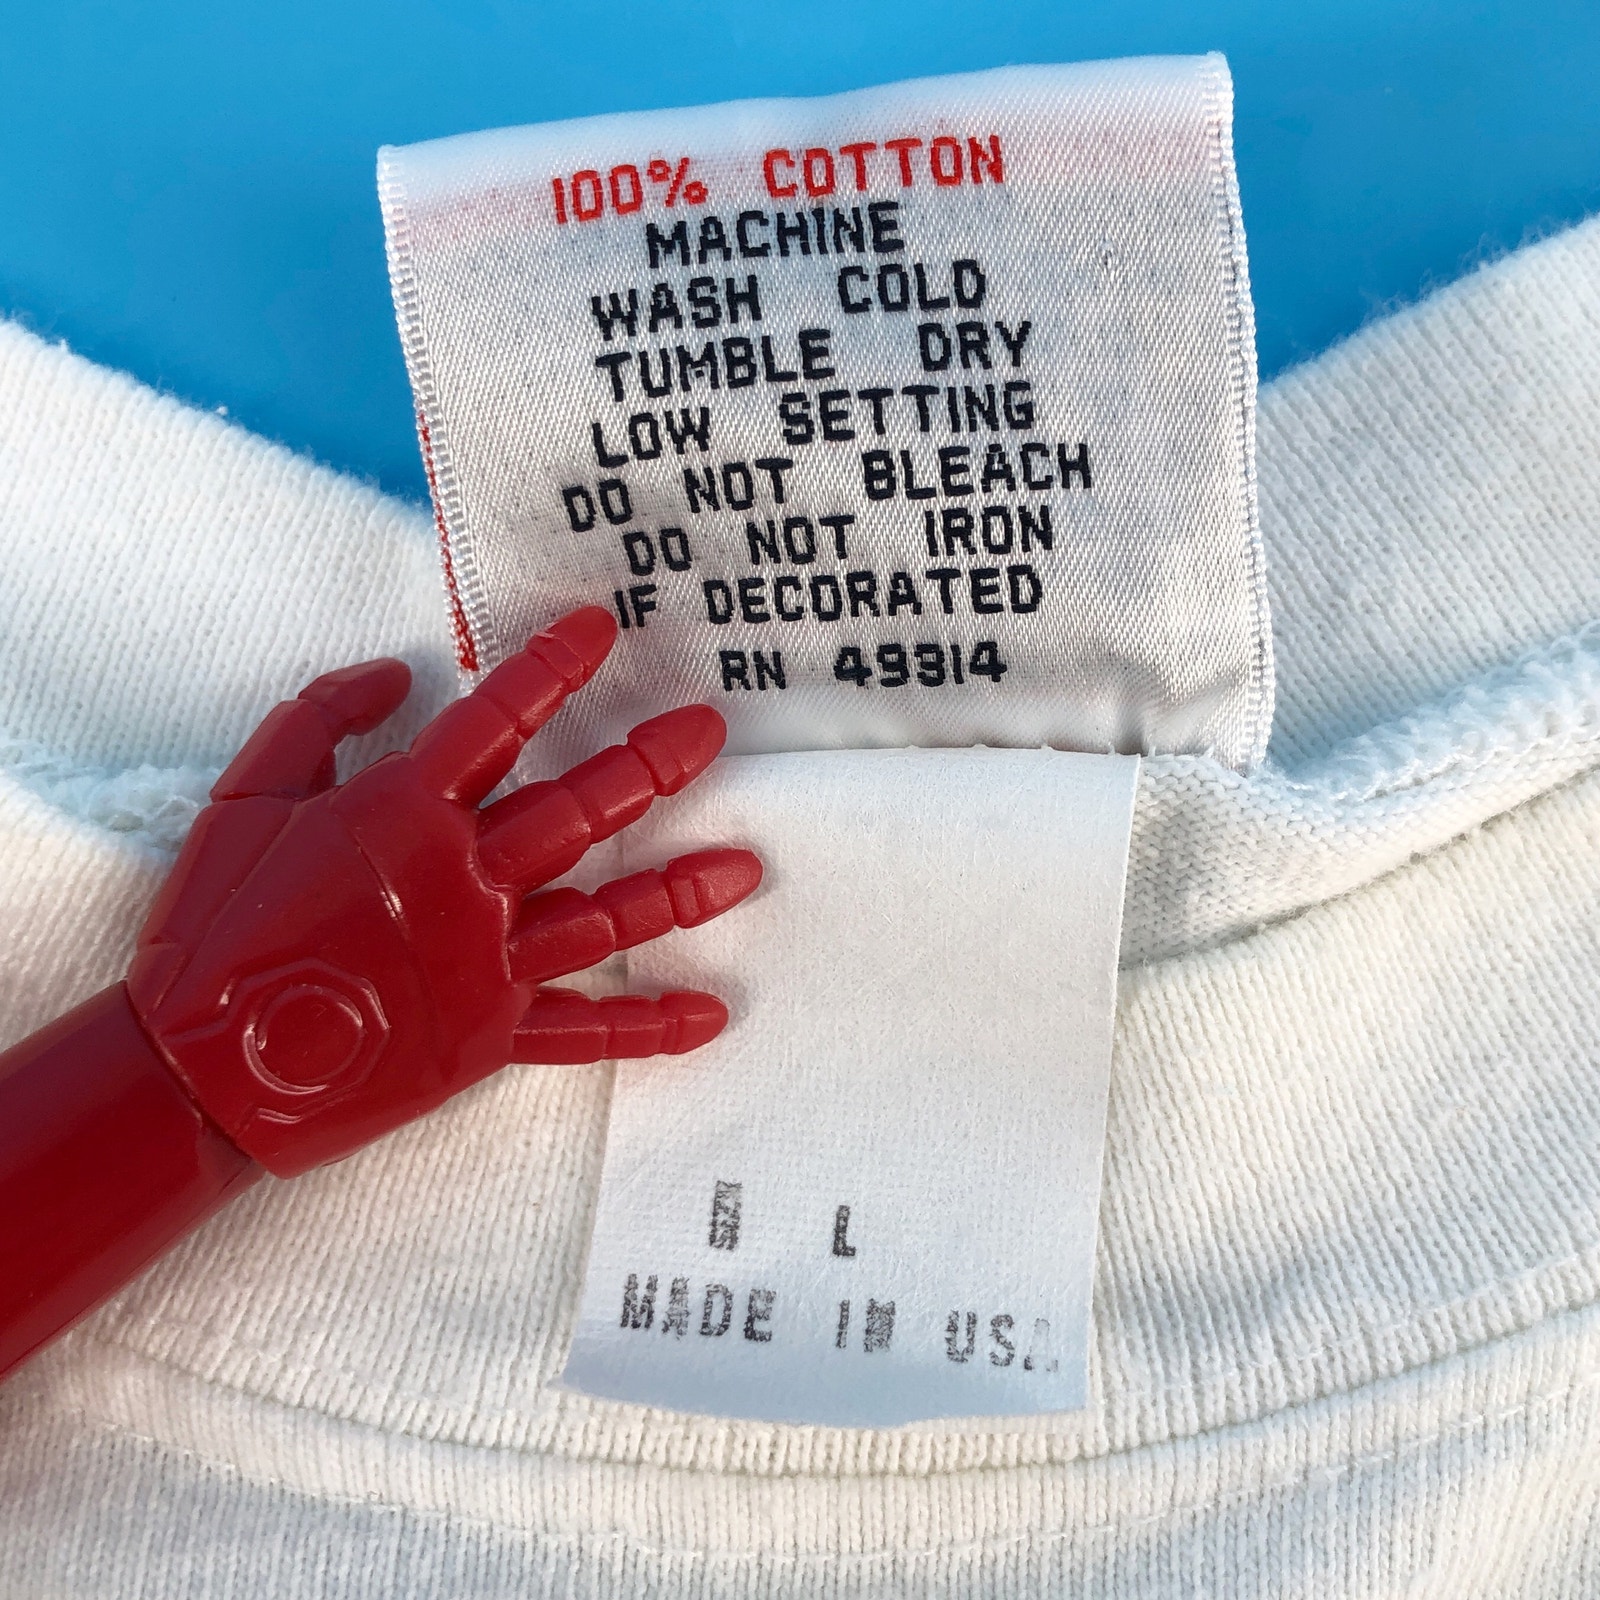 100% COTTON
MACHINE
WASH COLD
TUMBLE DRY
LOW SETTING
DO NOT BLEACH
DO NOT IRON
IF DECORATED
RN 49314
L
MADE IN USA